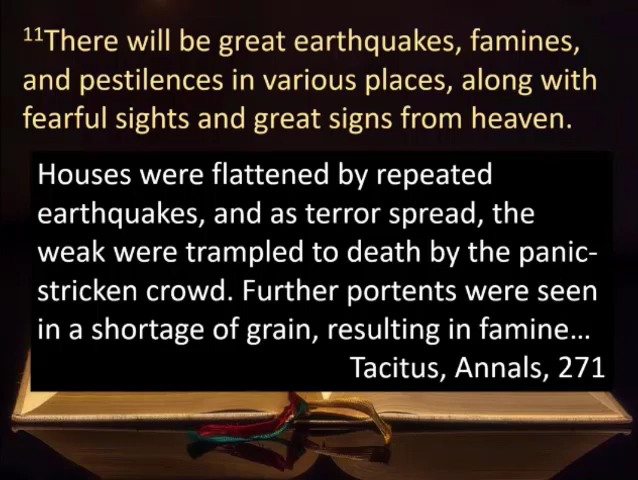 ¹¹There will be great earthquakes, famines,
and pestilences in various places, along with
fearful sights and great signs from heaven.
Houses were flattened by repeated
earthquakes, and as terror spread, the
weak were trampled to death by the panic-
stricken crowd. Further portents were seen
in a shortage of grain, resulting in famine…
Tacitus, Annals, 271